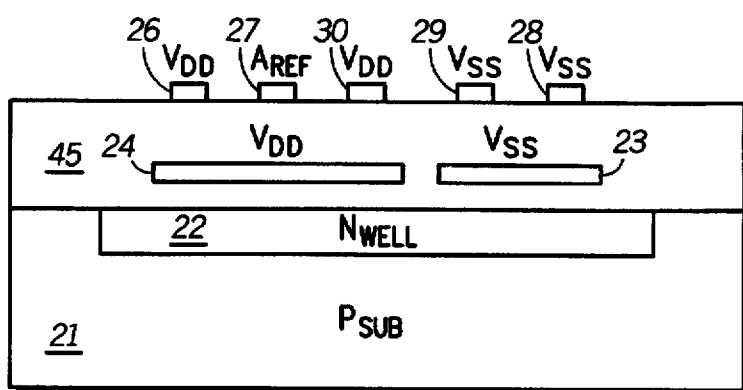 26 27 30 29 28
VDD AREF VDD VSS VSS
45 24 VDD VSS 23
22 NWELL
21 PSUB